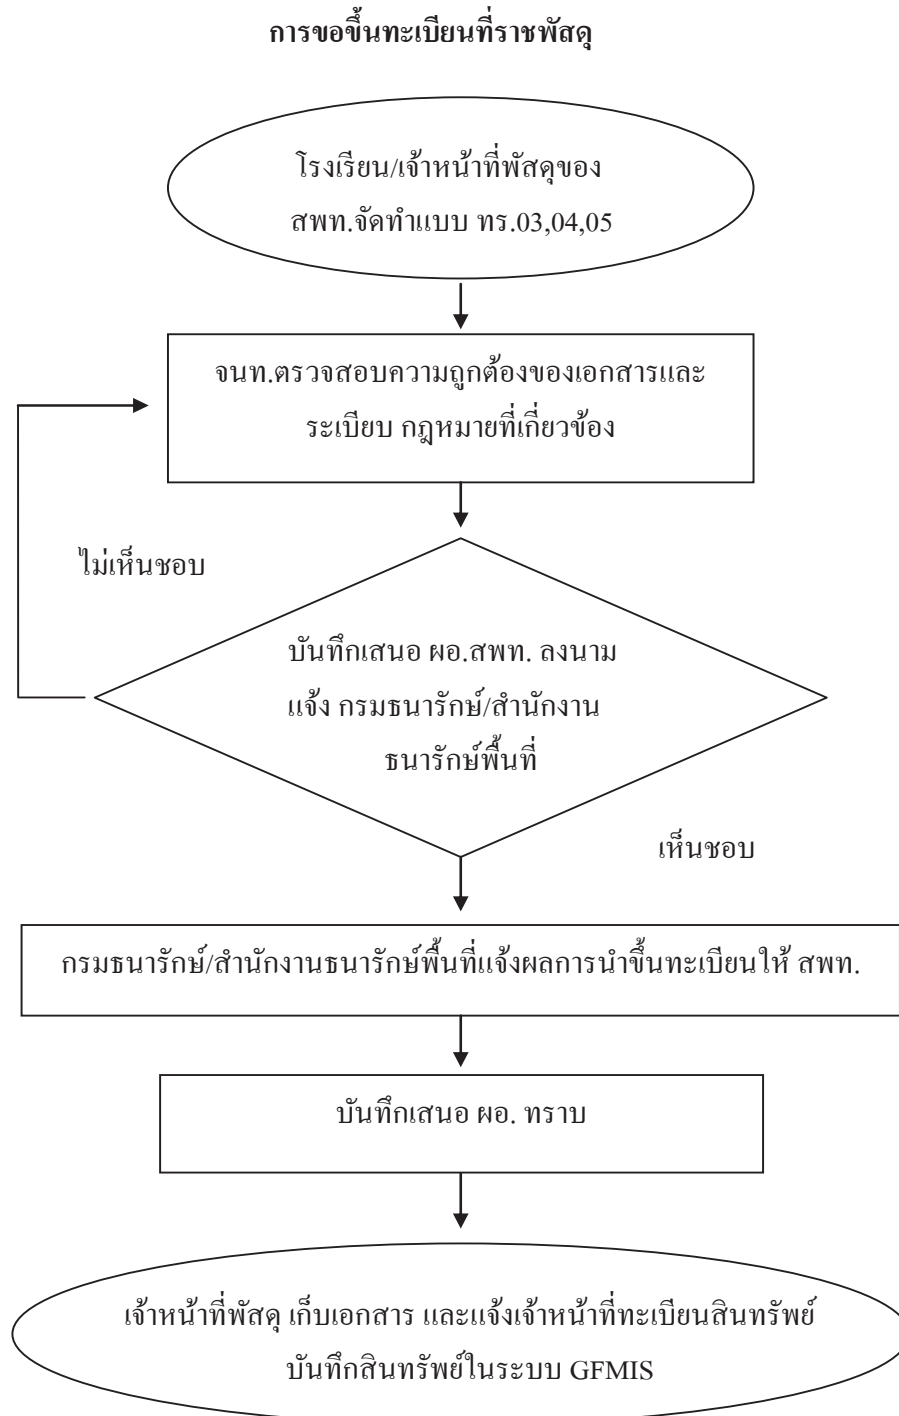 การขอขึ้นทะเบียนที่ราชพัสดุ
โรงเรียน/เจ้าหน้าที่พัสดุของ
สพท.จัดทำแบบ ทร.03,04,05
จนท.ตรวจสอบความถูกต้องของเอกสารและ
ระเบียบ กฎหมายที่เกี่ยวข้อง
ไม่เห็นชอบ
บันทึกเสนอ ผอ.สพท. ลงนาม
แจ้ง กรมธนารักษ์/สำนักงาน
ธนารักษ์พื้นที่
เห็นชอบ
กรมธนารักษ์/สำนักงานธนารักษ์พื้นที่แจ้งผลการนำขึ้นทะเบียนให้ สพท.
บันทึกเสนอ ผอ. ทราบ
เจ้าหน้าที่พัสดุ เก็บเอกสาร และแจ้งเจ้าหน้าที่ทะเบียนสินทรัพย์
บันทึกสินทรัพย์ในระบบ GFMIS